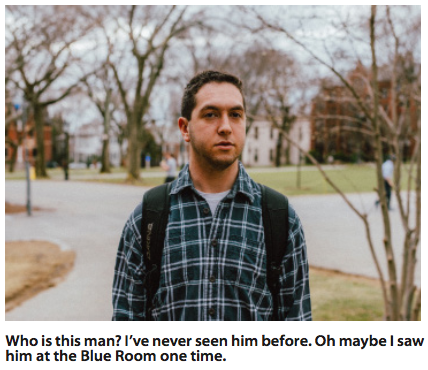 Who is this man? I've never seen him before. Oh maybe I saw
him at the Blue Room one time.